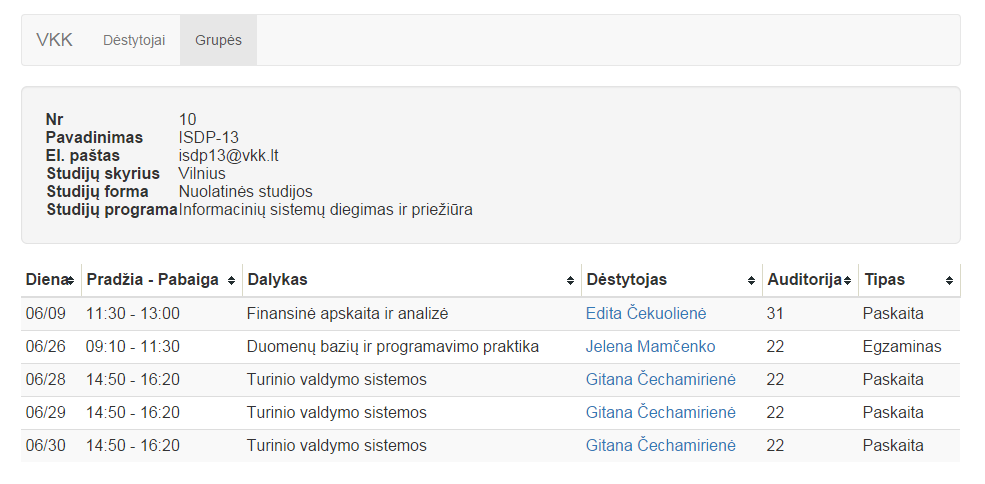 VKK Dėstytojai Grupės
Nr 10
Pavadinimas ISDP-13
El. paštas isdp13@vkk.lt
Studijų skyrius Vilnius
Studijų forma Nuolatinės studijos
Studijų programa Informacinių sistemų diegimas ir priežiūra
Diena Pradžia - Pabaiga Dalykas Dėstytojas Auditorija Tipas
06/09 11:30 - 13:00 Finansinė apskaita ir analizė Edita Čekuolienė 31 Paskaita
06/26 09:10 - 11:30 Duomenų bazių ir programavimo praktika Jelena Mamčenko 22 Egzaminas
06/28 14:50 - 16:20 Turinio valdymo sistemos Gitana Čechamirienė 22 Paskaita
06/29 14:50 - 16:20 Turinio valdymo sistemos Gitana Čechamirienė 22 Paskaita
06/30 14:50 - 16:20 Turinio valdymo sistemos Gitana Čechamirienė 22 Paskaita